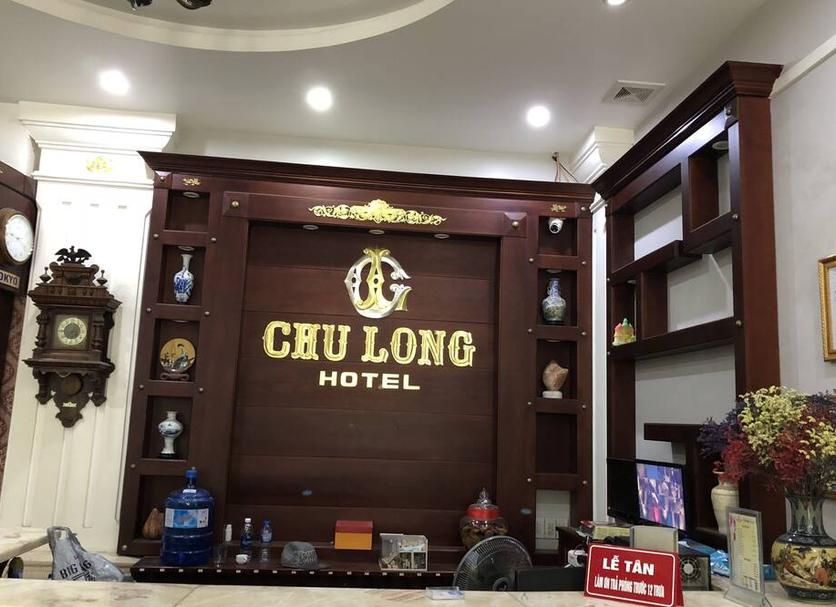 TOKYO
CHU LONG
HOTEL
LỄ TÂN
LÀM ƠN TRẢ PHÒNG TRƯỚC 12 TRƯA